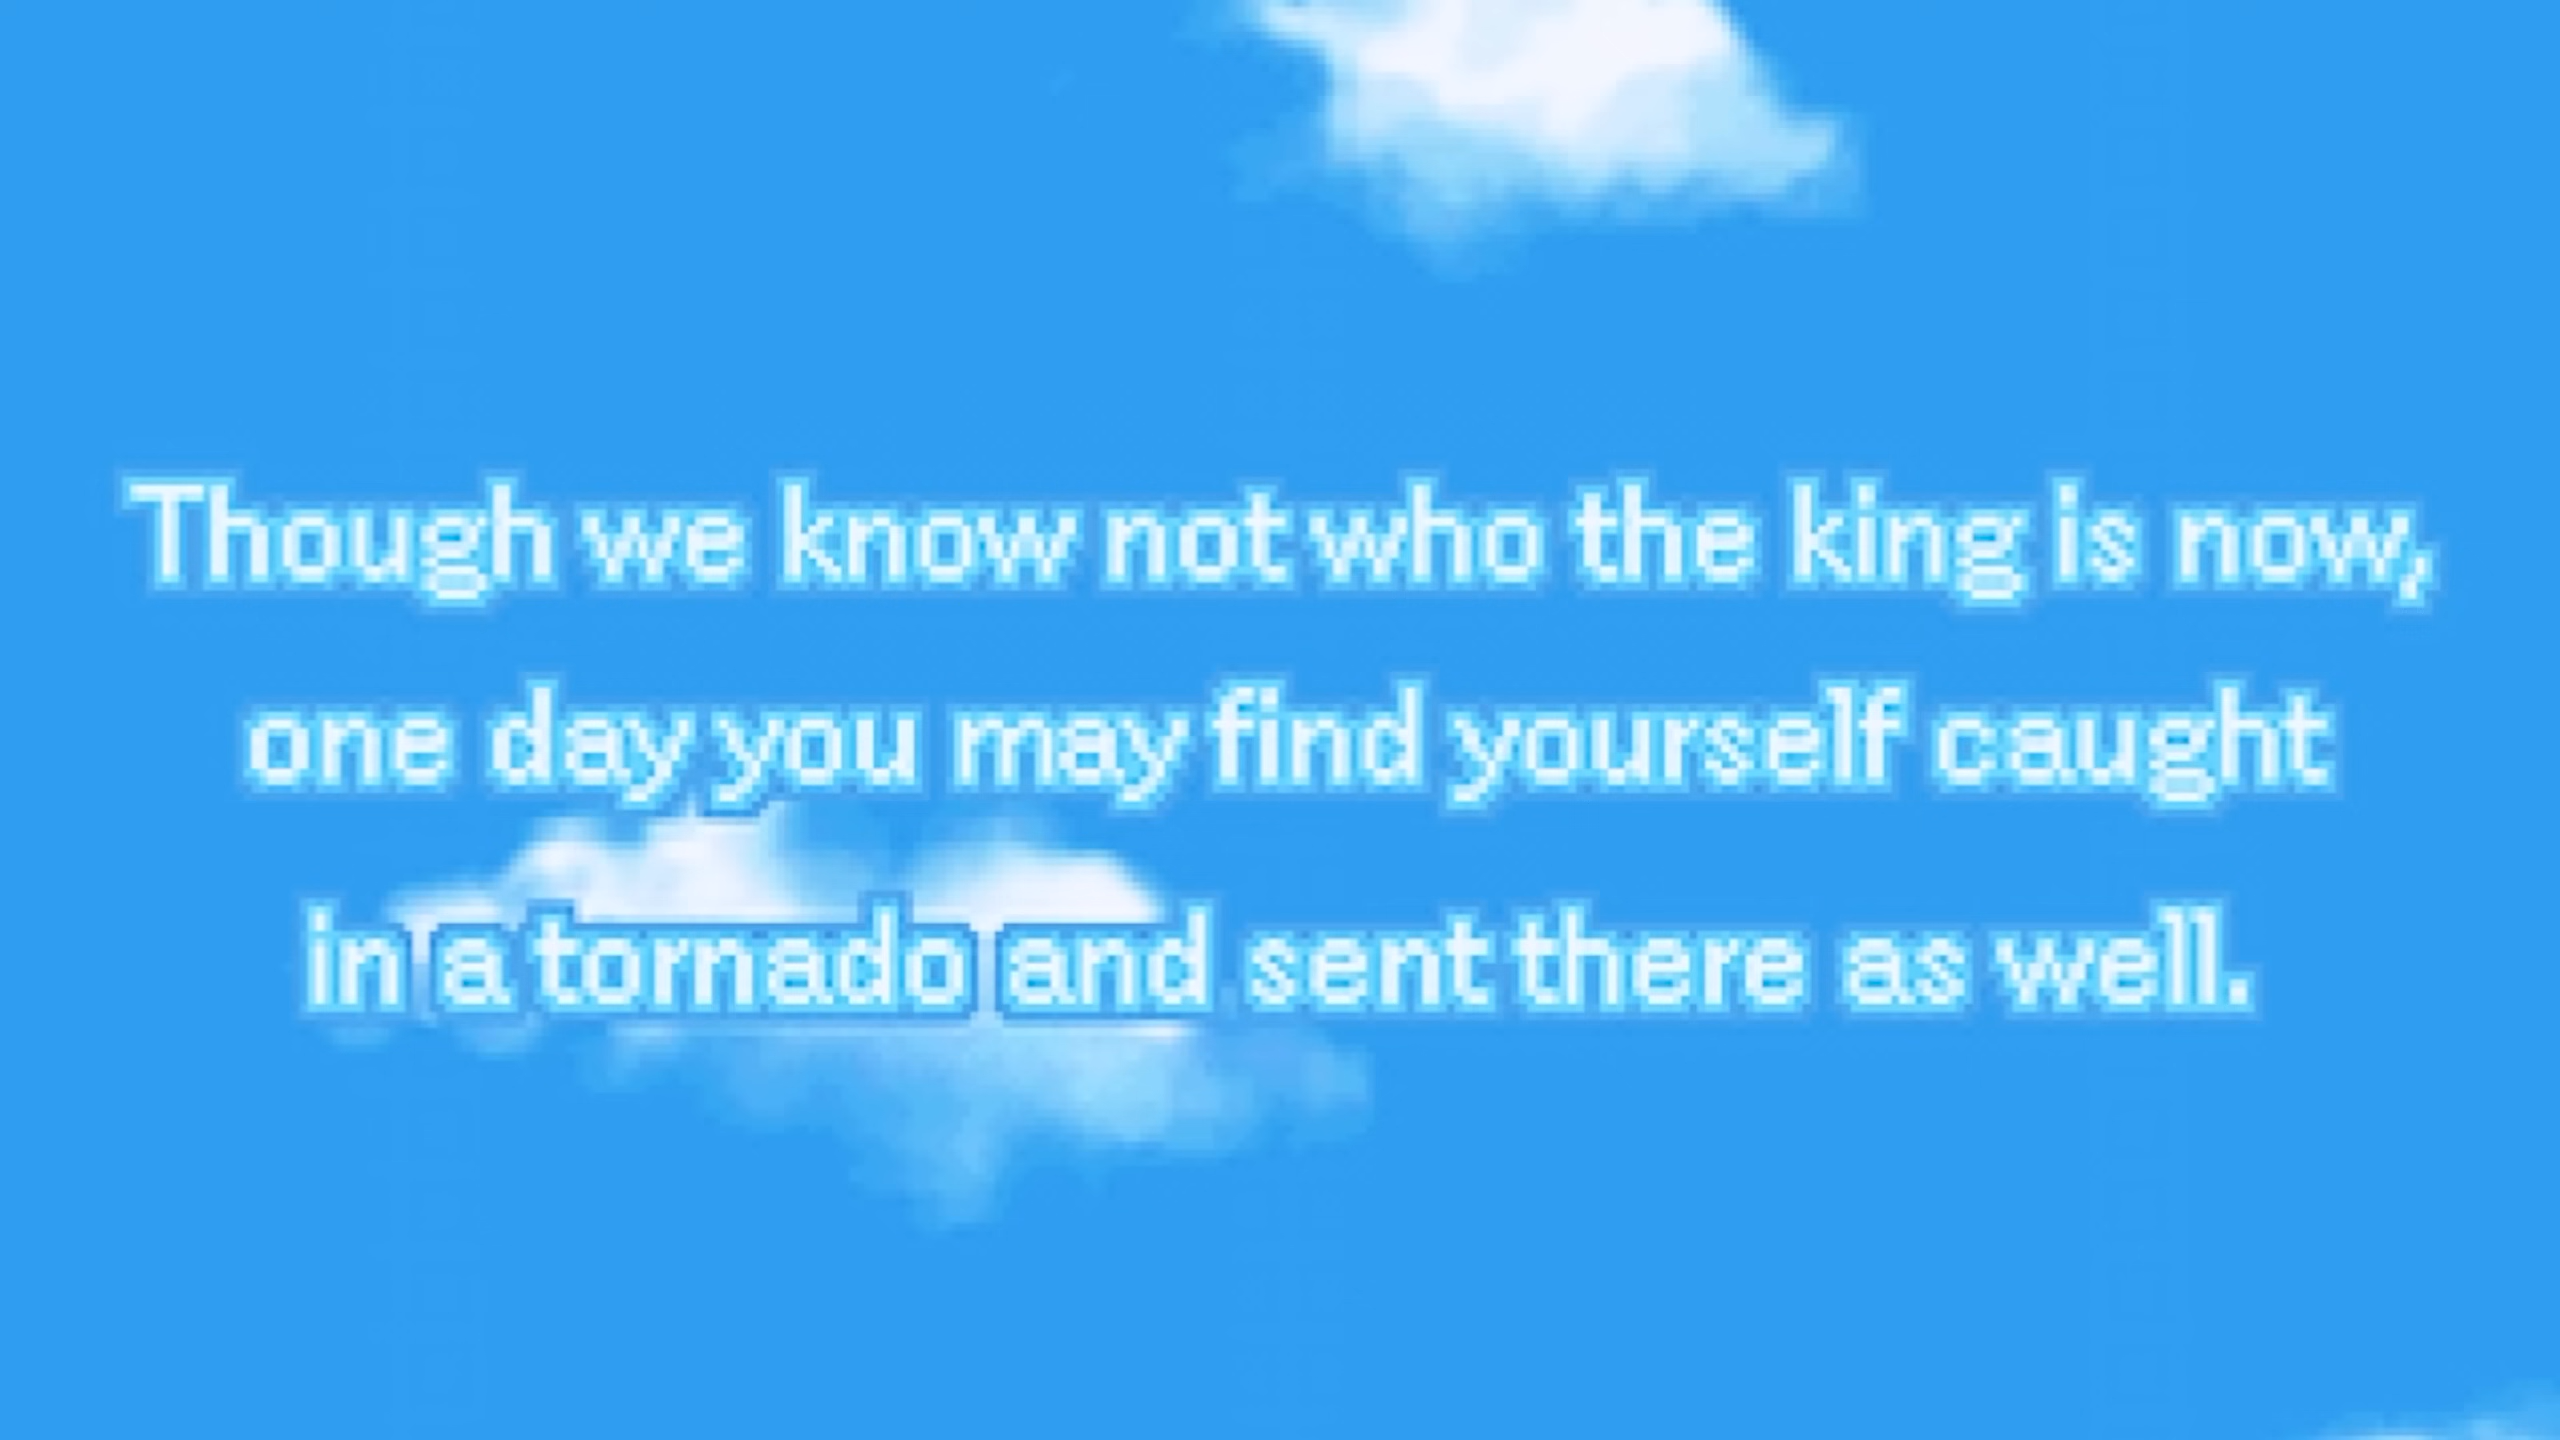 Though we know not who the king is now,
one day you may find yourself caught
in a tornado and sent there as well.